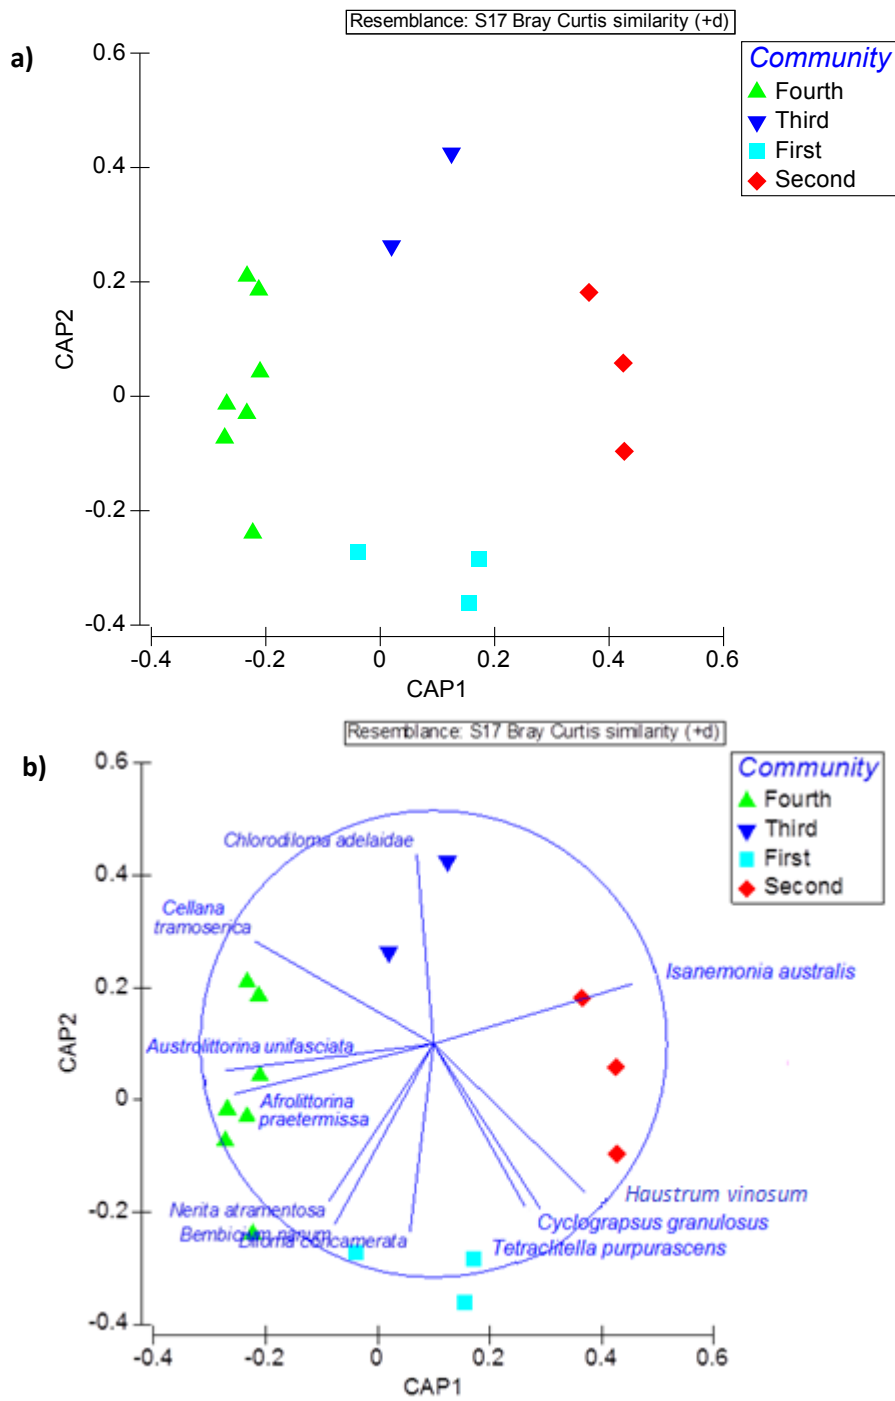 Resemblance: S17 Bray Curtis similarity (+d)
a)
Community
Fourth
Third
First
Second
0.6
0.4
0.2
0
-0.2
-0.4
CAP2
-0.4 -0.2 0 0.2 0.4 0.6
CAP1
Resemblance: S17 Bray Curtis similarity (+d)
b)
Community
Fourth
Third
First
Second
0.6
0.4
0.2
0
-0.2
-0.4
CAP2
Chlorodiloma adelaidae
Cellana
tramoserica
Isanemonia australis
Austrolittorina unifasciata
Afrolittorina
praetermissa
Haustrum vinosum
Nerita atramentosa
Cyclograpsus granulosus
Bembicium nanum
Diloma concamerata
Tetraclitella purpurascens
-0.4 -0.2 0 0.2 0.4 0.6
CAP1